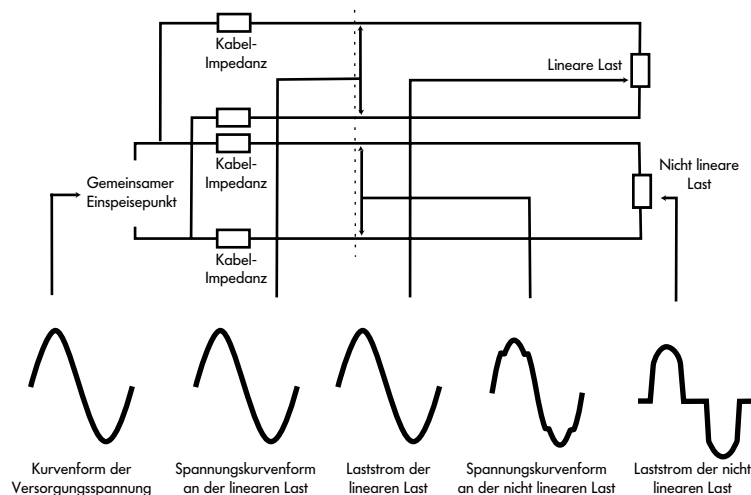 Kabel-
Impedanz
Lineare Last
Kabel-
Impedanz
Nicht lineare
Last
Gemeinsamer
Einspeisepunkt
Kabel-
Impedanz
Kurvenform der
Versorgungsspannung
Spannungskurvenform
an der linearen Last
Laststrom der
linearen Last
Spannungskurvenform
an der nicht linearen Last
Laststrom der nicht
linearen Last